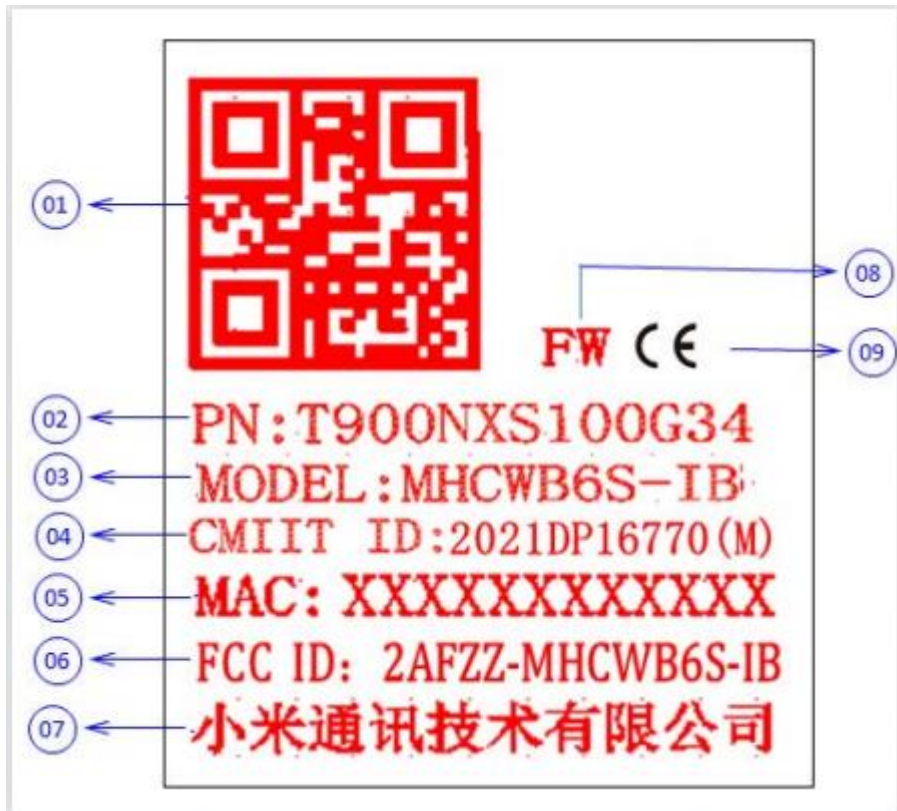 01
08
FW CE
09
02
PN:T900NXS100G34
03
MODEL:MHCWB6S-IB
04
CMIIT ID:2021DP16770(M)
05
MAC: XXXXXXXXXXXX
06
FCC ID: 2AFZZ-MHCWB6S-IB
07
小米通讯技术有限公司